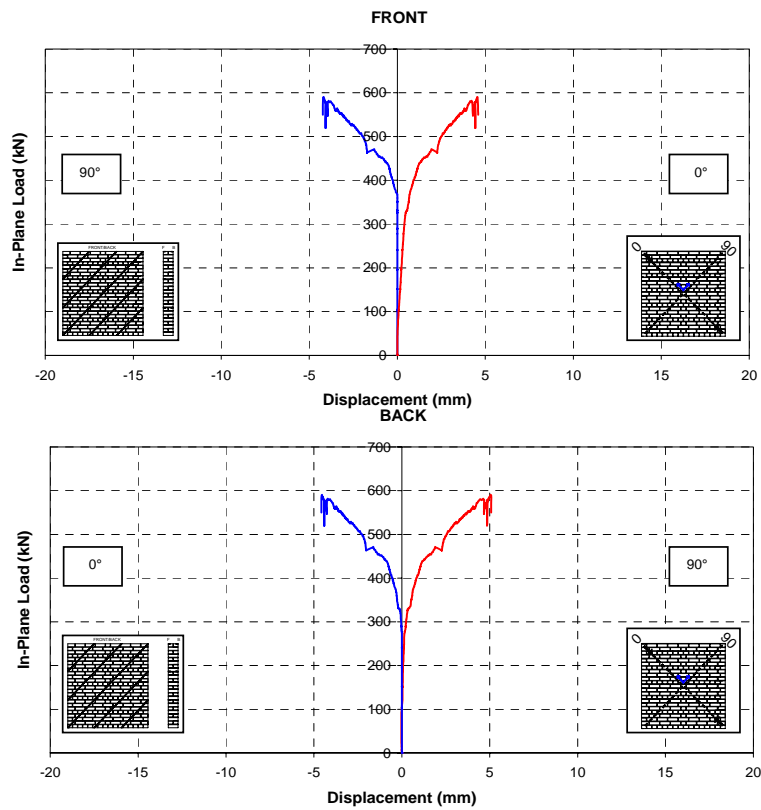 FRONT
700
600
500
400
300
200
100
0
In-Plane Load (kN)
90°
0°
FRONT/BACK F B
0 90
-20 -15 -10 -5 0 5 10 15 20
Displacement (mm)
BACK
700
600
500
400
300
200
100
0
In-Plane Load (kN)
0°
90°
FRONT/BACK F B
0 90
-20 -15 -10 -5 0 5 10 15 20
Displacement (mm)